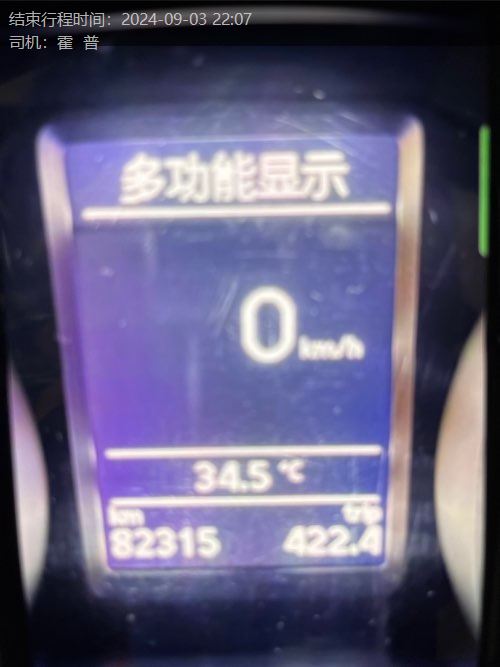 结束行程时间：2024-09-03 22:07
司机：霍 普
多功能显示
0 km/h
34.5 °C
km trip
82315 422.4